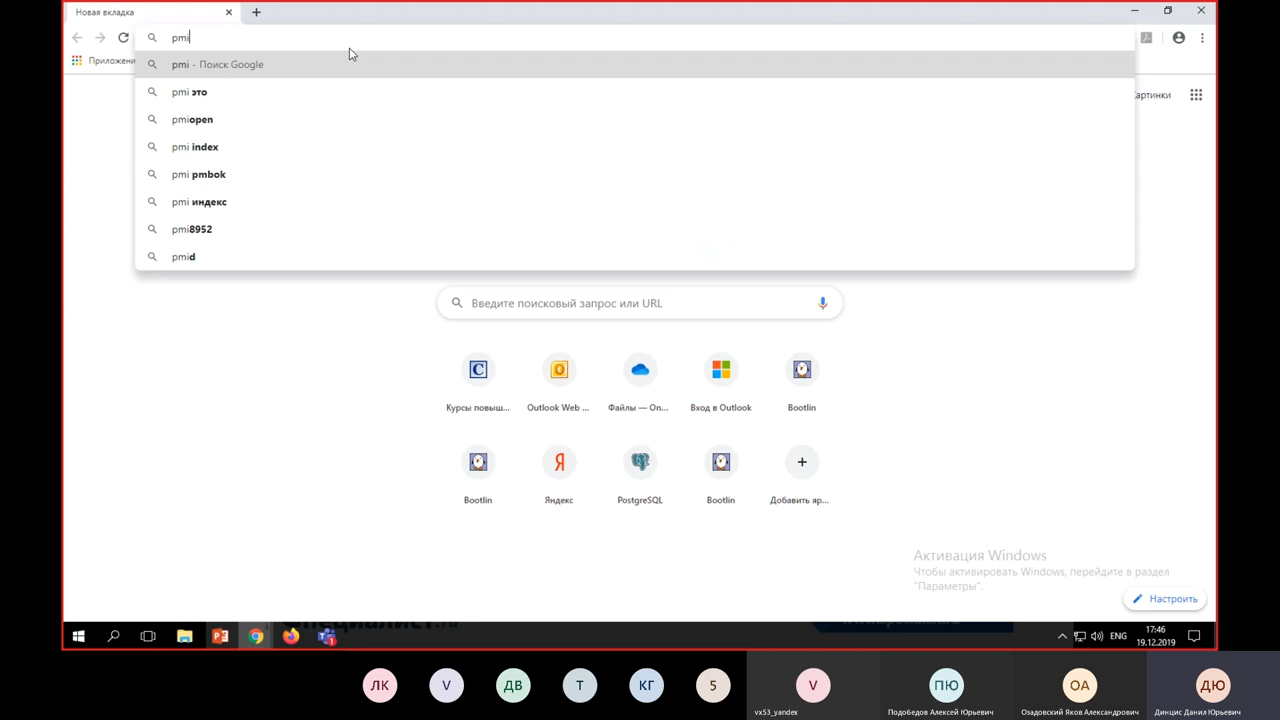 Новая вкладка
pmi
Приложени
pmi - Поиск Google
pmi это
pmiopen
pmi index
pmi pmbok
pmi индекс
pmi8952
pmid
артинки
Введите поисковый запрос или URL
С
Курсы повыш...
Outlook Web ...
Файлы — On...
Вход в Outlook
Bootlin
Bootlin
Я
Яндекс
PostgreSQL
Bootlin
Добавить яр...
Активация Windows
Чтобы активировать Windows, перейдите в раздел
"Параметры".
Настроить
ENG
17:46
19.12.2019
1
ЛК
V
ДВ
Т
КГ
5
V
ПЮ
ОА
ДЮ
vx53_yandex
Подобедов Алексей Юрьевич
Озадовский Яков Александрович
Динцис Данил Юрьевич